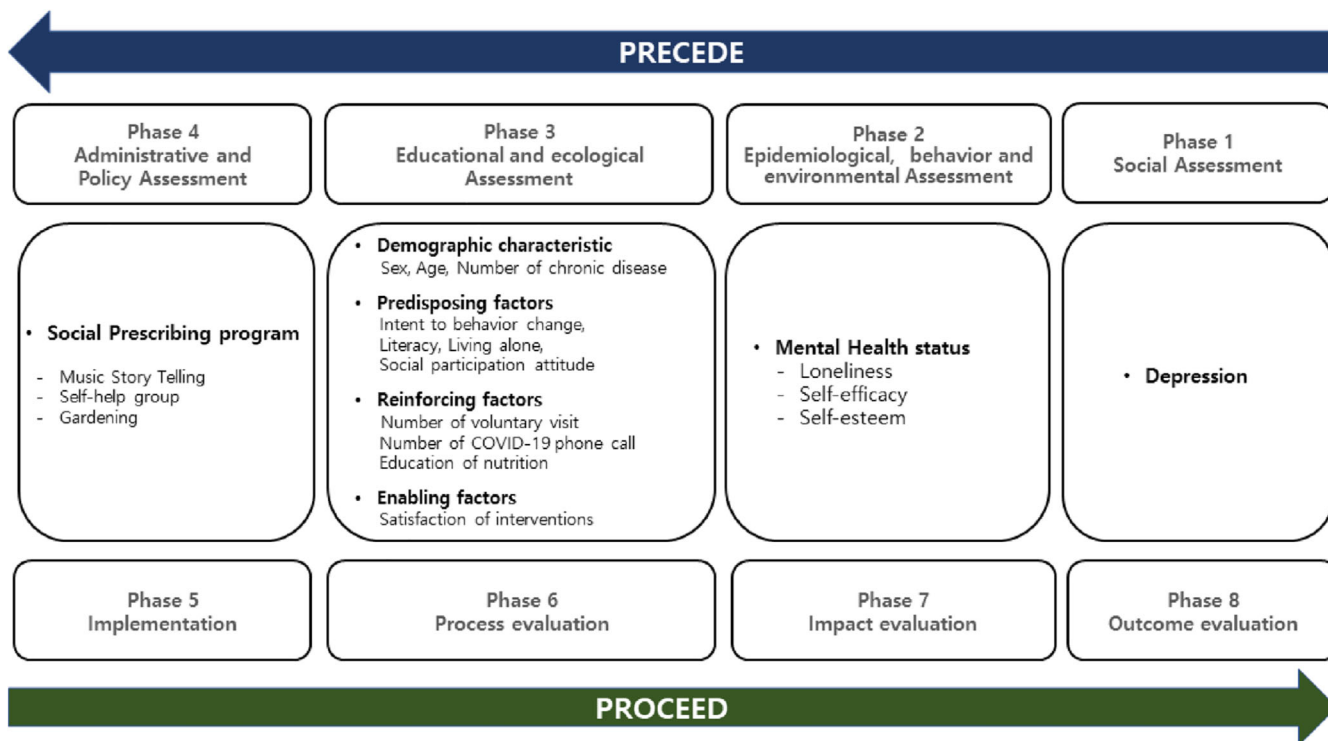 PRECEDE
Phase 4
Administrative and
Policy Assessment
Phase 3
Educational and ecological
Assessment
Phase 2
Epidemiological, behavior and
environmental Assessment
Phase 1
Social Assessment
• Social Prescribing program
- Music Story Telling
- Self-help group
- Gardening
• Demographic characteristic
Sex, Age, Number of chronic disease
• Predisposing factors
Intent to behavior change,
Literacy, Living alone,
Social participation attitude
• Reinforcing factors
Number of voluntary visit
Number of COVID-19 phone call
Education of nutrition
• Enabling factors
Satisfaction of interventions
• Mental Health status
- Loneliness
- Self-efficacy
- Self-esteem
• Depression
Phase 5
Implementation
Phase 6
Process evaluation
Phase 7
Impact evaluation
Phase 8
Outcome evaluation
PROCEED